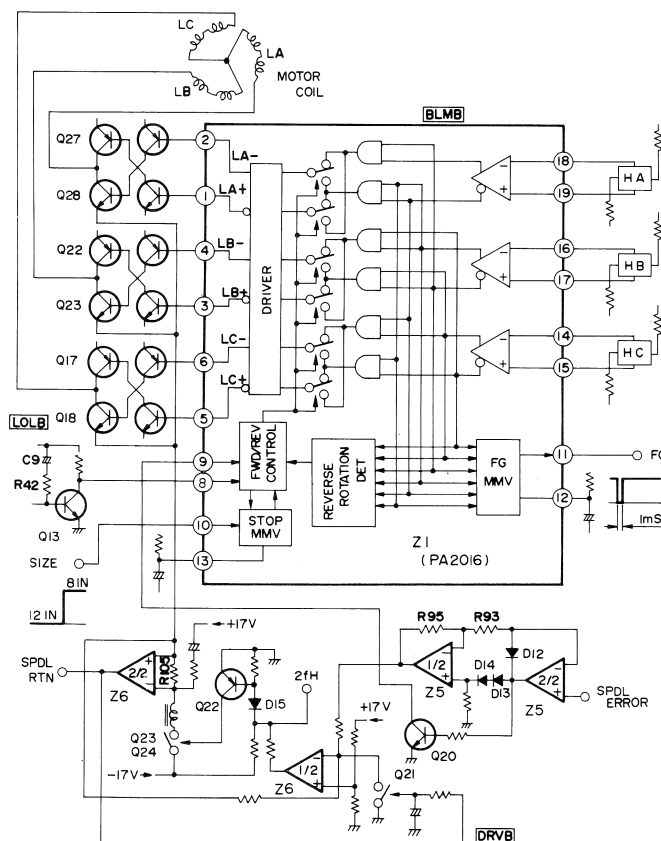 LC
LA
LB
MOTOR
COIL
BLMB
Q27
Q28
Q22
Q23
Q17
Q18
2
1
4
3
6
5
9
8
10
13
LA−
LA+
LB−
LB+
LC−
LC+
DRIVER
18
19
16
17
14
15
11
12
HA
HB
HC
LOLB
C9
R42
Q13
SIZE
8 IN
12 IN
FWD/REV
CONTROL
STOP
MMV
REVERSE
ROTATION
DET
FG
MMV
Z1
(PA2016)
FG
1mS
+17V
SPDL
RTN
2/2
+
−
Z6
R105
Q22
D15
2fH
Q23
Q24
−17V
1/2
−
+
Z6
+17V
Q21
DRVB
R95
R93
1/2
−
+
Z5
D12
D14
D13
2/2
−
+
Z5
SPDL
ERROR
Q20